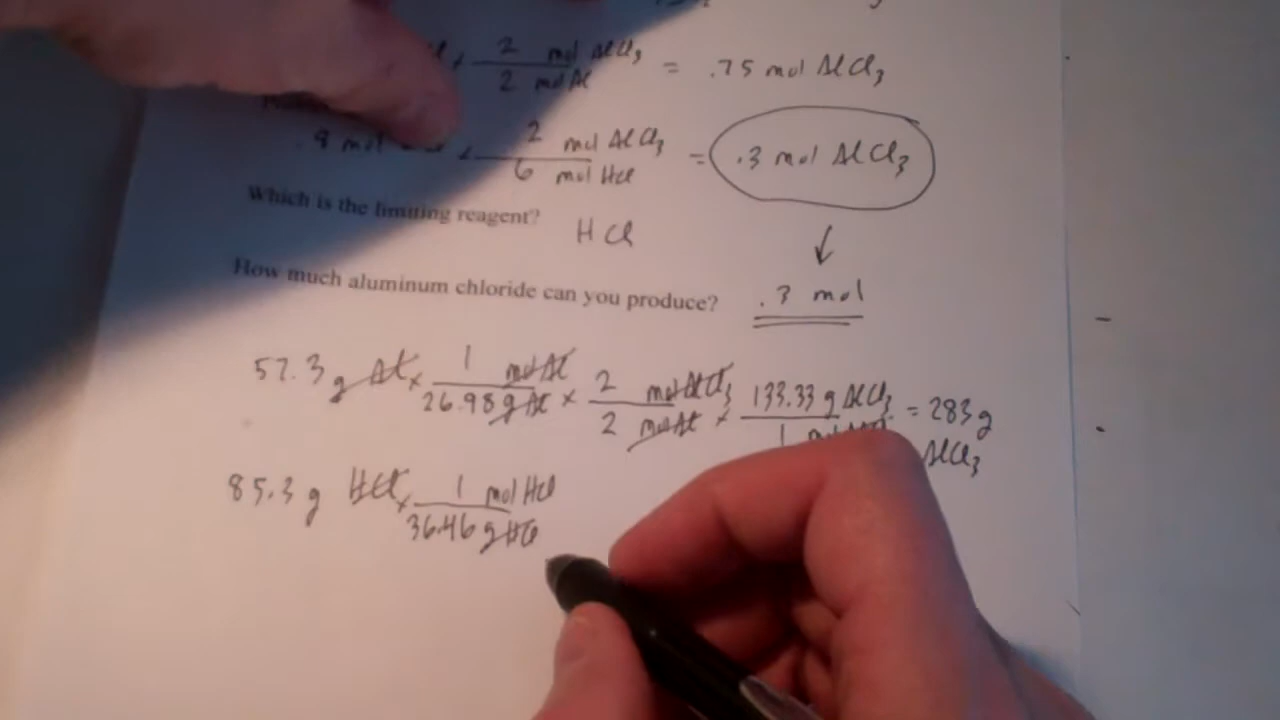 2 mol AlCl3
2 mol Al
= .75 mol AlCl3
.9 mol
x 2 mol AlCl3
6 mol HCl
= .3 mol AlCl3
Which is the limiting reagent? HCl
How much aluminum chloride can you produce? .3 mol
57.3 g Al x 1 mol Al x 2 mol AlCl3 x 133.33 g AlCl3 = 283 g AlCl3
26.98 g Al 2 mol Al 1
85.3 g HCl x 1 mol HCl
36.46 g HCl